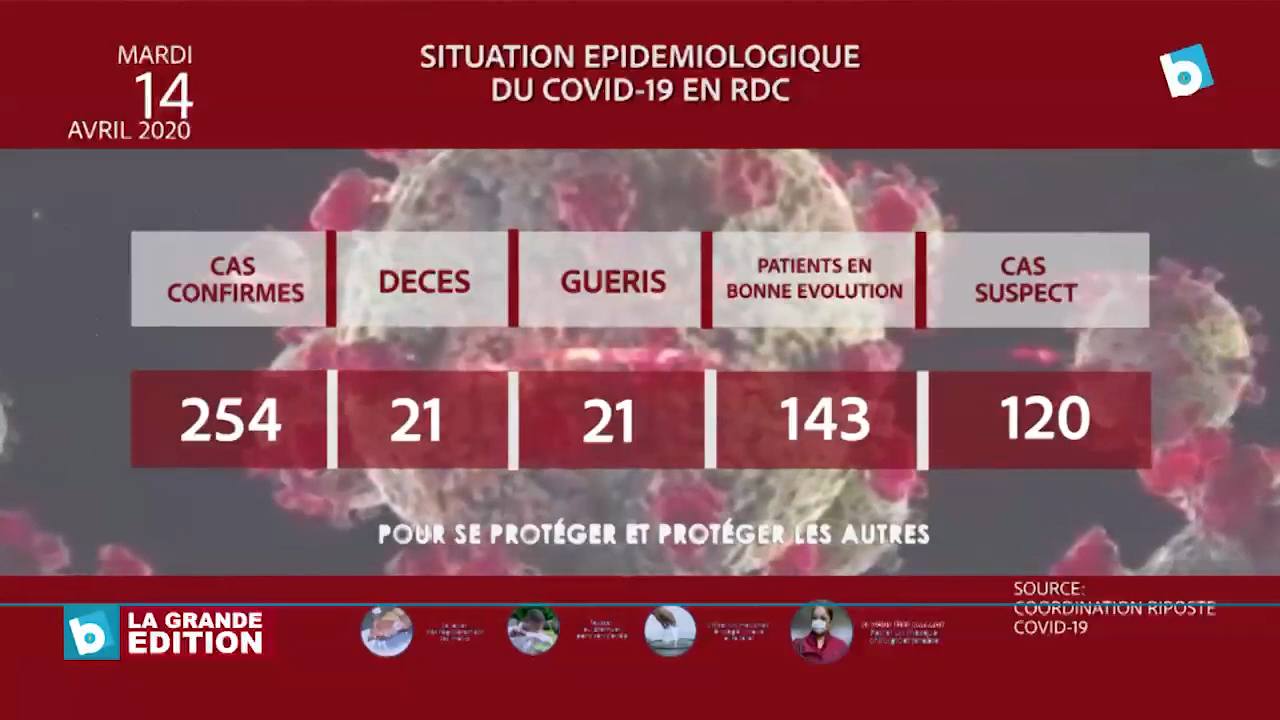 MARDI
14
AVRIL 2020
SITUATION EPIDEMIOLOGIQUE
DU COVID-19 EN RDC
b
CAS
CONFIRMES
DECES
GUERIS
PATIENTS EN
BONNE EVOLUTION
CAS
SUSPECT
254
21
21
143
120
POUR SE PROTÉGER ET PROTÉGER LES AUTRES
SOURCE:
COORDINATION RIPOSTE
COVID-19
b
LA GRANDE
EDITION